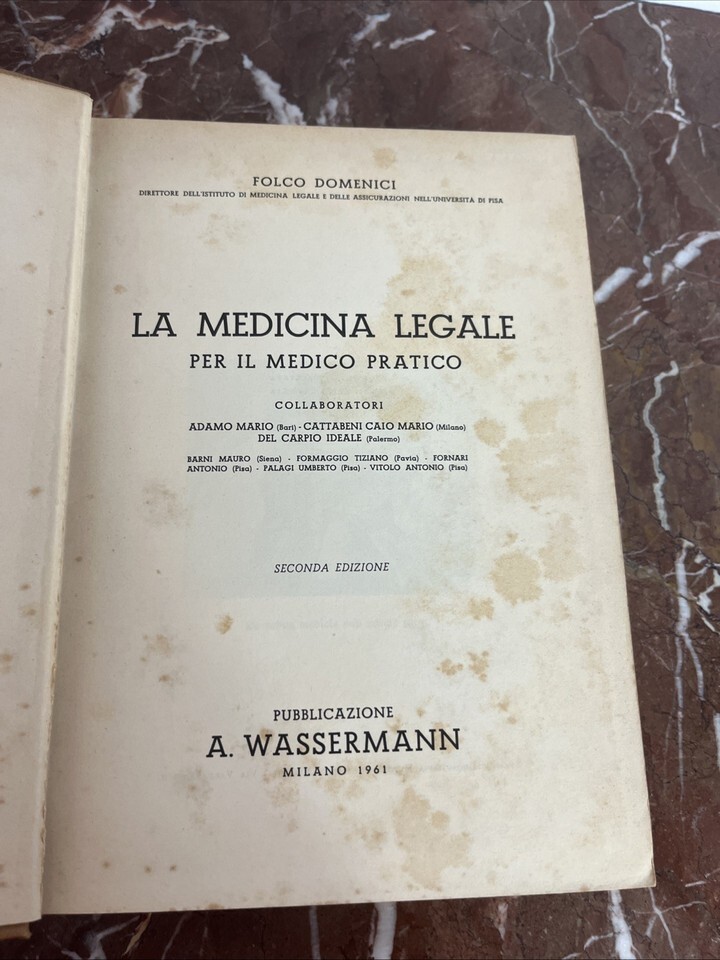 FOLCO DOMENICI
DIRETTORE DELL'ISTITUTO DI MEDICINA LEGALE E DELLE ASSICURAZIONI NELL'UNIVERSITÀ DI PISA
LA MEDICINA LEGALE
PER IL MEDICO PRATICO
COLLABORATORI
ADAMO MARIO (Bari) - CATTABENI CAIO MARIO (Milano)
DEL CARPIO IDEALE (Palermo)
BARNI MAURO (Siena) - FORMAGGIO TIZIANO (Pavia) - FORNARI
ANTONIO (Pisa) - PALAGI UMBERTO (Pisa) - VITOLO ANTONIO (Pisa)
SECONDA EDIZIONE
PUBBLICAZIONE
A. WASSERMANN
MILANO 1961